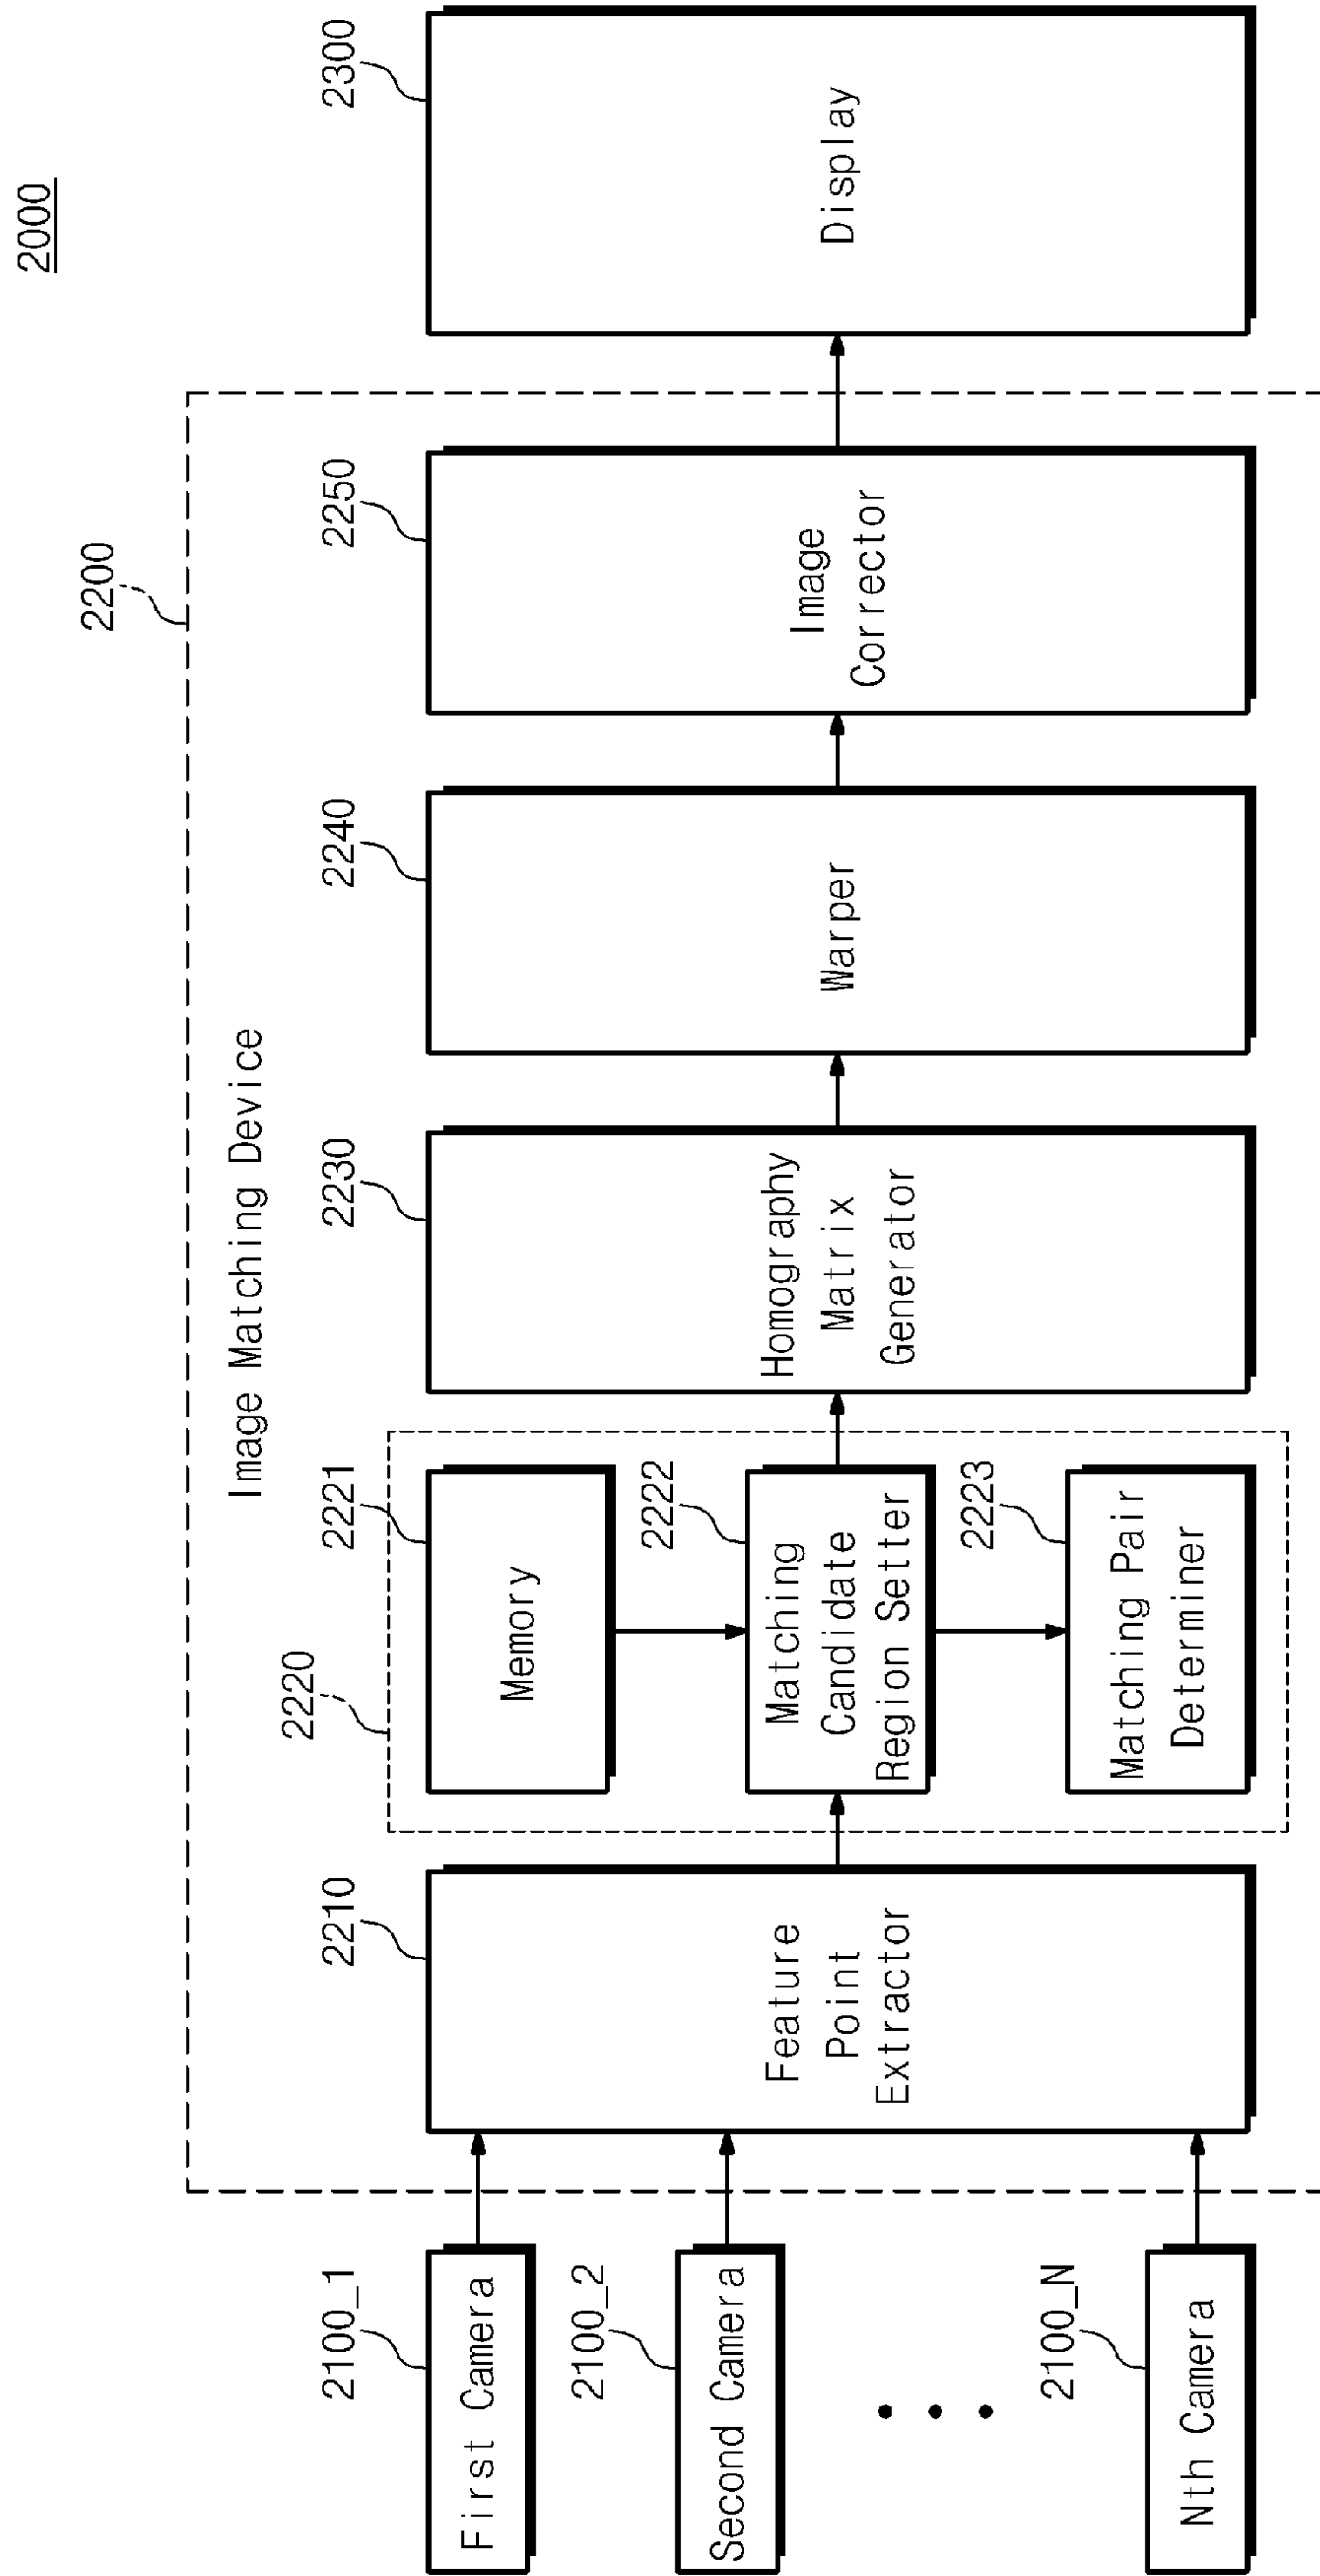 2000
2200
Image Matching Device
2100_1
First Camera
2100_2
Second Camera
2100_N
Nth Camera
2210
Feature
Point
Extractor
2220
2221
Memory
2222
Matching
Candidate
Region Setter
2223
Matching Pair
Determiner
2230
Homography
Matrix
Generator
2240
Warper
2250
Image
Corrector
2300
Display